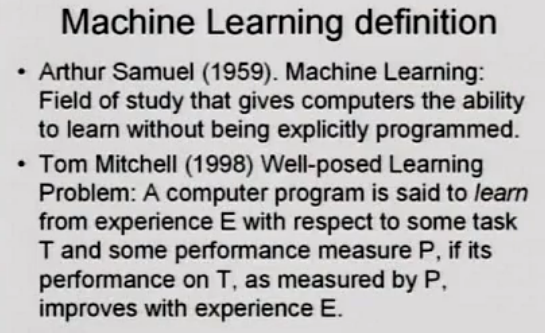 Machine Learning definition
• Arthur Samuel (1959). Machine Learning:
Field of study that gives computers the ability
to learn without being explicitly programmed.
• Tom Mitchell (1998) Well-posed Learning
Problem: A computer program is said to learn
from experience E with respect to some task
T and some performance measure P, if its
performance on T, as measured by P,
improves with experience E.